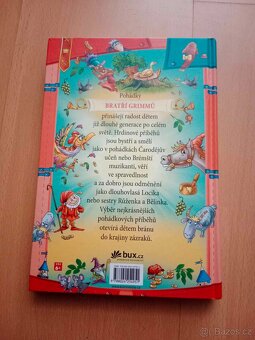 Pohádky
BRATŘÍ GRIMMŮ
přinášejí radost dětem
již dlouhé generace po celém
světě. Hrdinové příběhů
jsou bystří a smělí
jako v pohádkách Čarodějův
učeň nebo Brémští
muzikanti, věří
ve spravedlnost
a za dobro jsou odměněni
jako dlouhovlasá Locika
nebo sestry Růženka a Bělinka.
Výběr nejkrásnějších
pohádkových příběhů
otevírá dětem bránu
do krajiny zázraků.
bux.cz